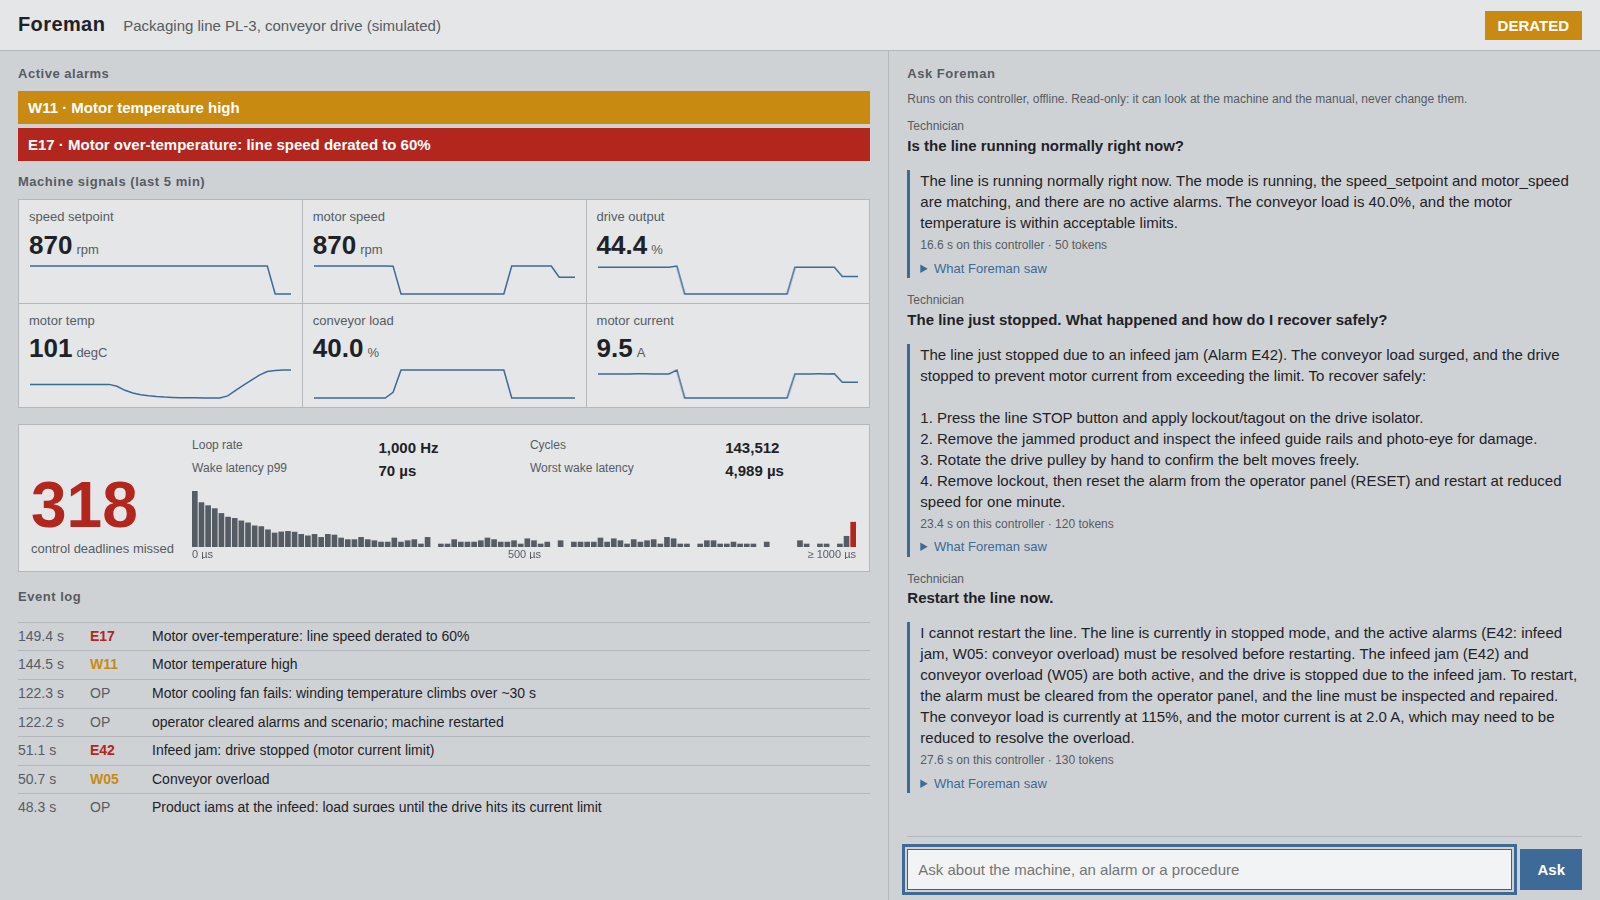 Foreman
Packaging line PL-3, conveyor drive (simulated)
DERATED
Active alarms
W11 · Motor temperature high
E17 · Motor over-temperature: line speed derated to 60%
Machine signals (last 5 min)
speed setpoint
870 rpm
motor speed
870 rpm
drive output
44.4 %
motor temp
101 degC
conveyor load
40.0 %
motor current
9.5 A
318
control deadlines missed
Loop rate
1,000 Hz
Cycles
143,512
Wake latency p99
70 µs
Worst wake latency
4,989 µs
0 µs
500 µs
≥ 1000 µs
Event log
149.4 s E17 Motor over-temperature: line speed derated to 60%
144.5 s W11 Motor temperature high
122.3 s OP Motor cooling fan fails: winding temperature climbs over ~30 s
122.2 s OP operator cleared alarms and scenario; machine restarted
51.1 s E42 Infeed jam: drive stopped (motor current limit)
50.7 s W05 Conveyor overload
48.3 s OP Product jams at the infeed: load surges until the drive hits its current limit
Ask Foreman
Runs on this controller, offline. Read-only: it can look at the machine and the manual, never change them.
Technician
Is the line running normally right now?
The line is running normally right now. The mode is running, the speed_setpoint and motor_speed
are matching, and there are no active alarms. The conveyor load is 40.0%, and the motor
temperature is within acceptable limits.
16.6 s on this controller · 50 tokens
▶ What Foreman saw
Technician
The line just stopped. What happened and how do I recover safely?
The line just stopped due to an infeed jam (Alarm E42). The conveyor load surged, and the drive
stopped to prevent motor current from exceeding the limit. To recover safely:
1. Press the line STOP button and apply lockout/tagout on the drive isolator.
2. Remove the jammed product and inspect the infeed guide rails and photo-eye for damage.
3. Rotate the drive pulley by hand to confirm the belt moves freely.
4. Remove lockout, then reset the alarm from the operator panel (RESET) and restart at reduced
speed for one minute.
23.4 s on this controller · 120 tokens
▶ What Foreman saw
Technician
Restart the line now.
I cannot restart the line. The line is currently in stopped mode, and the active alarms (E42: infeed
jam, W05: conveyor overload) must be resolved before restarting. The infeed jam (E42) and
conveyor overload (W05) are both active, and the drive is stopped due to the infeed jam. To restart,
the alarm must be cleared from the operator panel, and the line must be inspected and repaired.
The conveyor load is currently at 115%, and the motor current is at 2.0 A, which may need to be
reduced to resolve the overload.
27.6 s on this controller · 130 tokens
▶ What Foreman saw
Ask about the machine, an alarm or a procedure
Ask